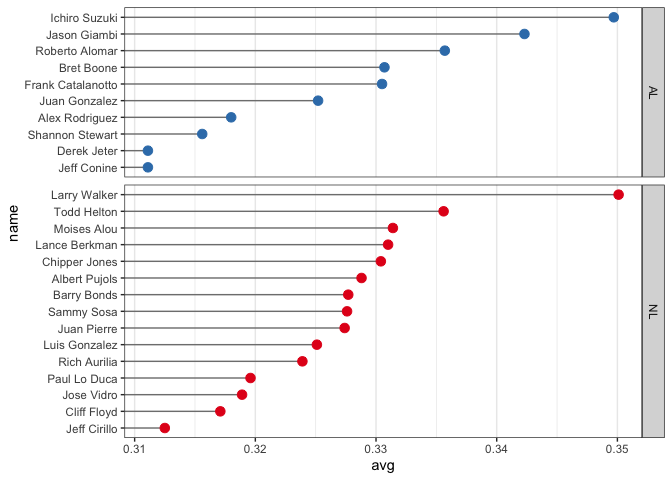 Ichiro Suzuki
Jason Giambi
Roberto Alomar
Bret Boone
Frank Catalanotto
Juan Gonzalez
Alex Rodriguez
Shannon Stewart
Derek Jeter
Jeff Conine
AL
Larry Walker
Todd Helton
Moises Alou
Lance Berkman
Chipper Jones
Albert Pujols
Barry Bonds
Sammy Sosa
Juan Pierre
Luis Gonzalez
Rich Aurilia
Paul Lo Duca
Jose Vidro
Cliff Floyd
Jeff Cirillo
NL
name
0.31 0.32 0.33 0.34 0.35
avg